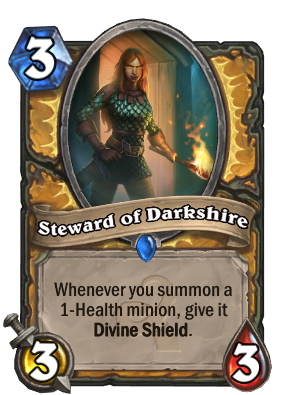 3
Steward of Darkshire
Whenever you summon a
1-Health minion, give it
Divine Shield.
3 3